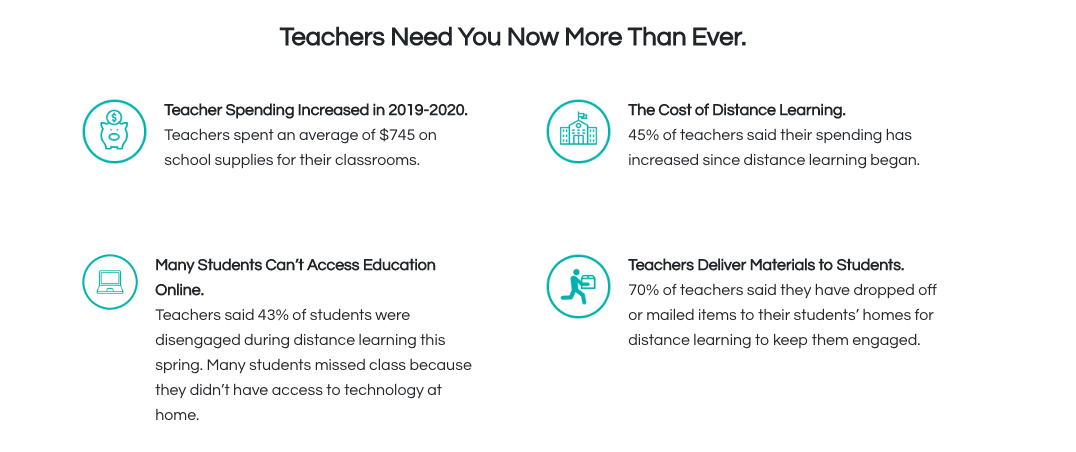 Teachers Need You Now More Than Ever.
Teacher Spending Increased in 2019-2020.
Teachers spent an average of $745 on
school supplies for their classrooms.
The Cost of Distance Learning.
45% of teachers said their spending has
increased since distance learning began.
Many Students Can't Access Education
Online.
Teachers said 43% of students were
disengaged during distance learning this
spring. Many students missed class because
they didn't have access to technology at
home.
Teachers Deliver Materials to Students.
70% of teachers said they have dropped off
or mailed items to their students' homes for
distance learning to keep them engaged.